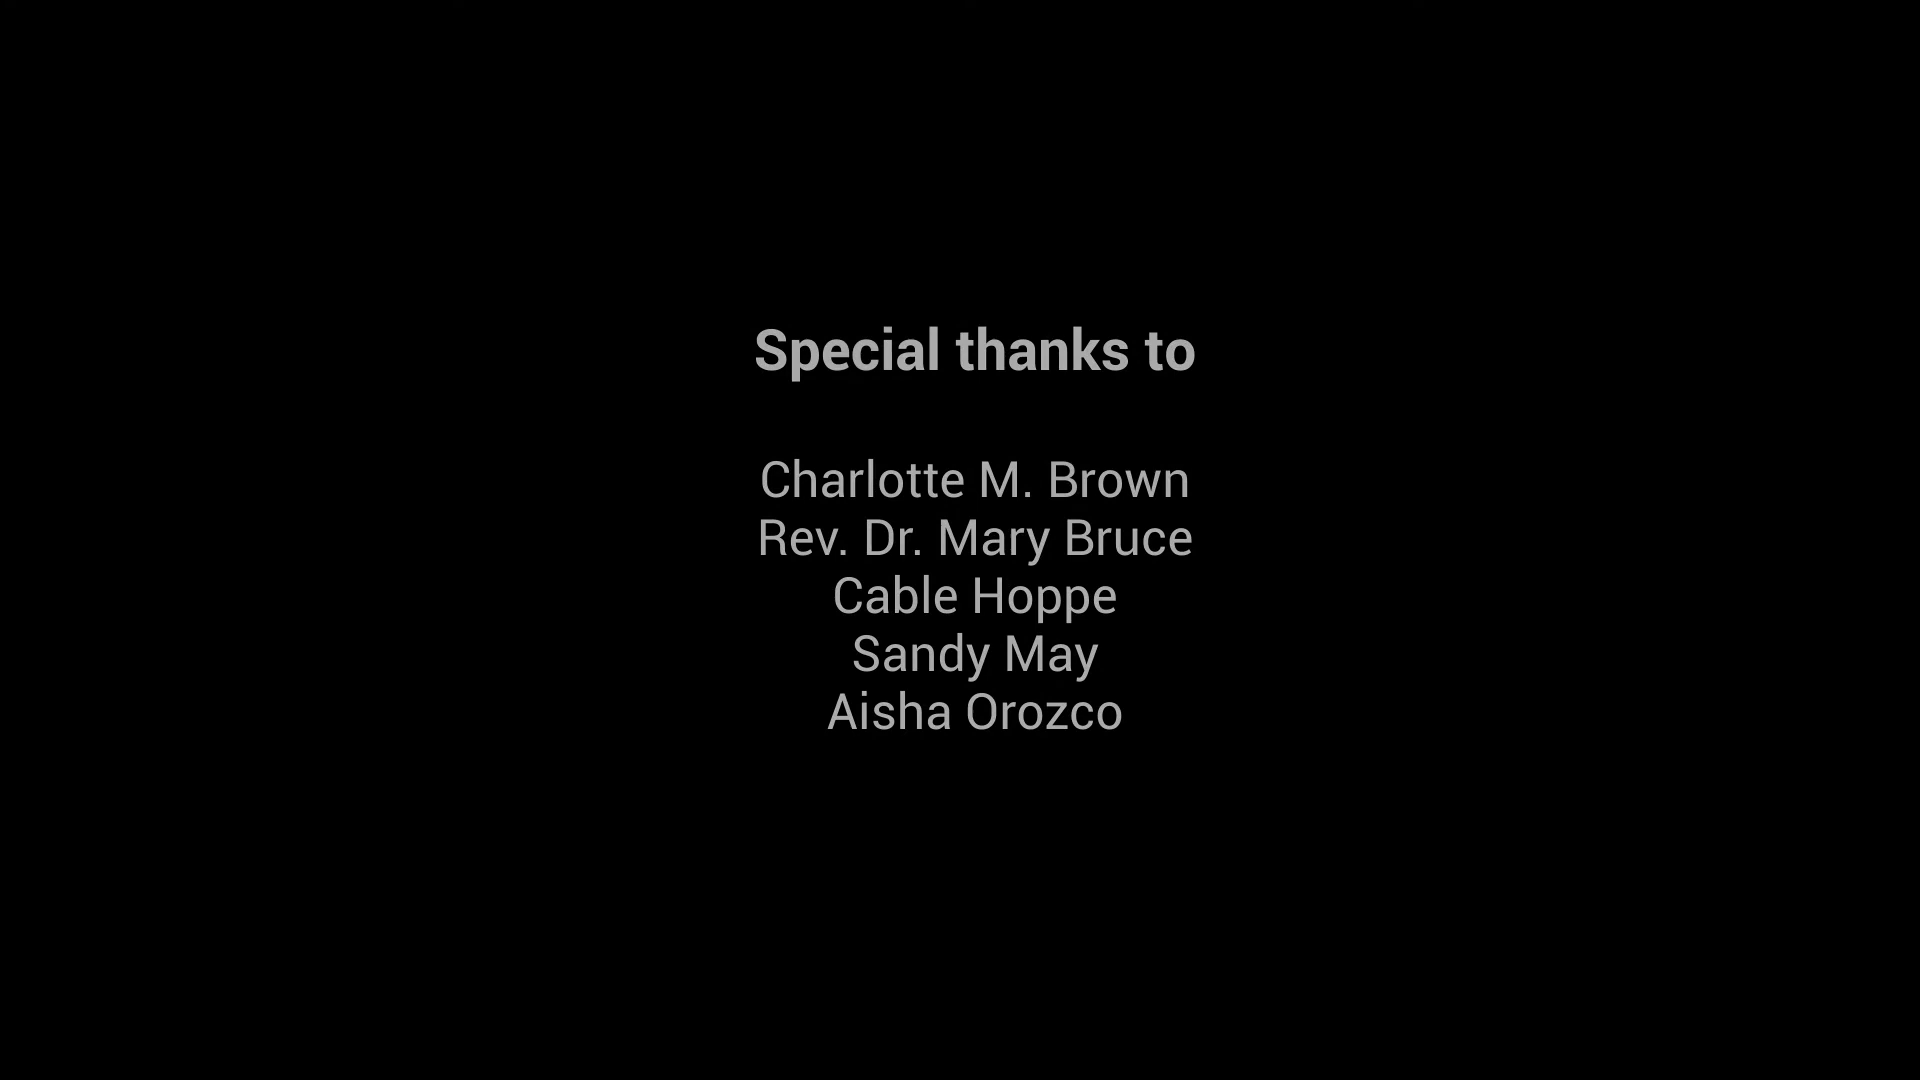 Special thanks to
Charlotte M. Brown
Rev. Dr. Mary Bruce
Cable Hoppe
Sandy May
Aisha Orozco